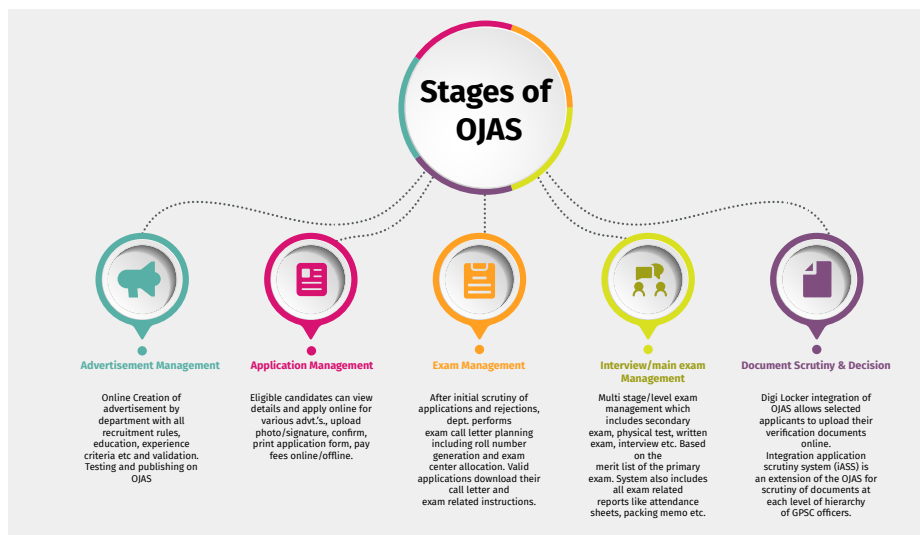 Stages of
OJAS
Advertisement Management
Online Creation of
advertisement by
department with all
recruitment rules,
education, experience
criteria etc and validation.
Testing and publishing on
OJAS
Application Management
Eligible candidates can view
details and apply online for
various advt.'s., upload
photo/signature, confirm,
print application form, pay
fees online/offline.
Exam Management
After initial scrutiny of
applications and rejections,
dept. performs
exam call letter planning
including roll number
generation and exam
center allocation. Valid
applications download their
call letter and
exam related instructions.
Interview/main exam
Management
Multi stage/level exam
management which
includes secondary
exam, physical test, written
exam, interview etc. Based
on the
merit list of the primary
exam. System also includes
all exam related
reports like attendance
sheets, packing memo etc.
Document Scrutiny & Decision
Digi Locker integration of
OJAS allows selected
applicants to upload their
verification documents
online.
Integration application
scrutiny system (iASS) is
an extension of the OJAS for
scrutiny of documents at
each level of hierarchy
of GPSC officers.